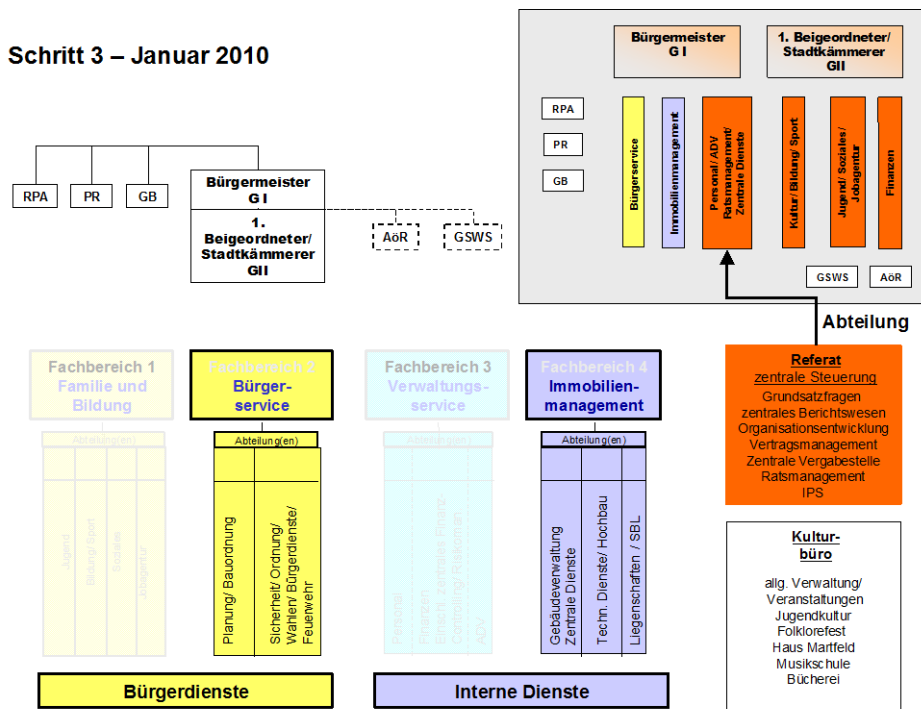 Schritt 3 – Januar 2010
RPA
PR
GB
Bürgermeister
G I
1.
Beigeordneter/
Stadtkämmerer
GII
AöR
GSWS
Bürgermeister
G I
1. Beigeordneter/
Stadtkämmerer
GII
RPA
PR
GB
Bürgerservice
Immobilienmanagement
Personal/ ADV
Ratsmanagement/
Zentrale Dienste
Kultur/ Bildung/ Sport
Jugend/ Soziales/
Jobagentur
Finanzen
GSWS
AöR
Abteilung
Fachbereich 1
Familie und
Bildung
Abteilung(en)
Jugend
Bildung/ Sport
Soziales
Jobagentur
Fachbereich 2
Bürger-
service
Abteilung(en)
Planung/ Bauordnung
Sicherheit/ Ordnung/
Wahlen/ Bürgerdienste/
Feuerwehr
Fachbereich 3
Verwaltungs-
service
Abteilung(en)
Personal
Finanzen
Einschl. zentrales Finanz-
Controlling/ Riskoman.
ADV
Fachbereich 4
Immobilien-
management
Abteilung(en)
Gebäudeverwaltung
Zentrale Dienste
Techn. Dienste/ Hochbau
Liegenschaften / SBL
Bürgerdienste
Interne Dienste
Referat
zentrale Steuerung
Grundsatzfragen
zentrales Berichtswesen
Organisationsentwicklung
Vertragsmanagement
Zentrale Vergabestelle
Ratsmanagement
IPS
Kultur-
büro
allg. Verwaltung/
Veranstaltungen
Jugendkultur
Folklorefest
Haus Martfeld
Musikschule
Bücherei